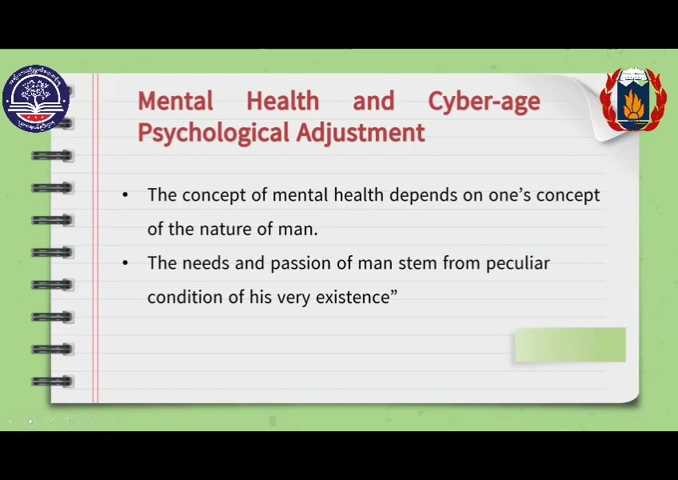 Mental Health and Cyber-age
Psychological Adjustment
• The concept of mental health depends on one's concept
of the nature of man.
• The needs and passion of man stem from peculiar
condition of his very existence”